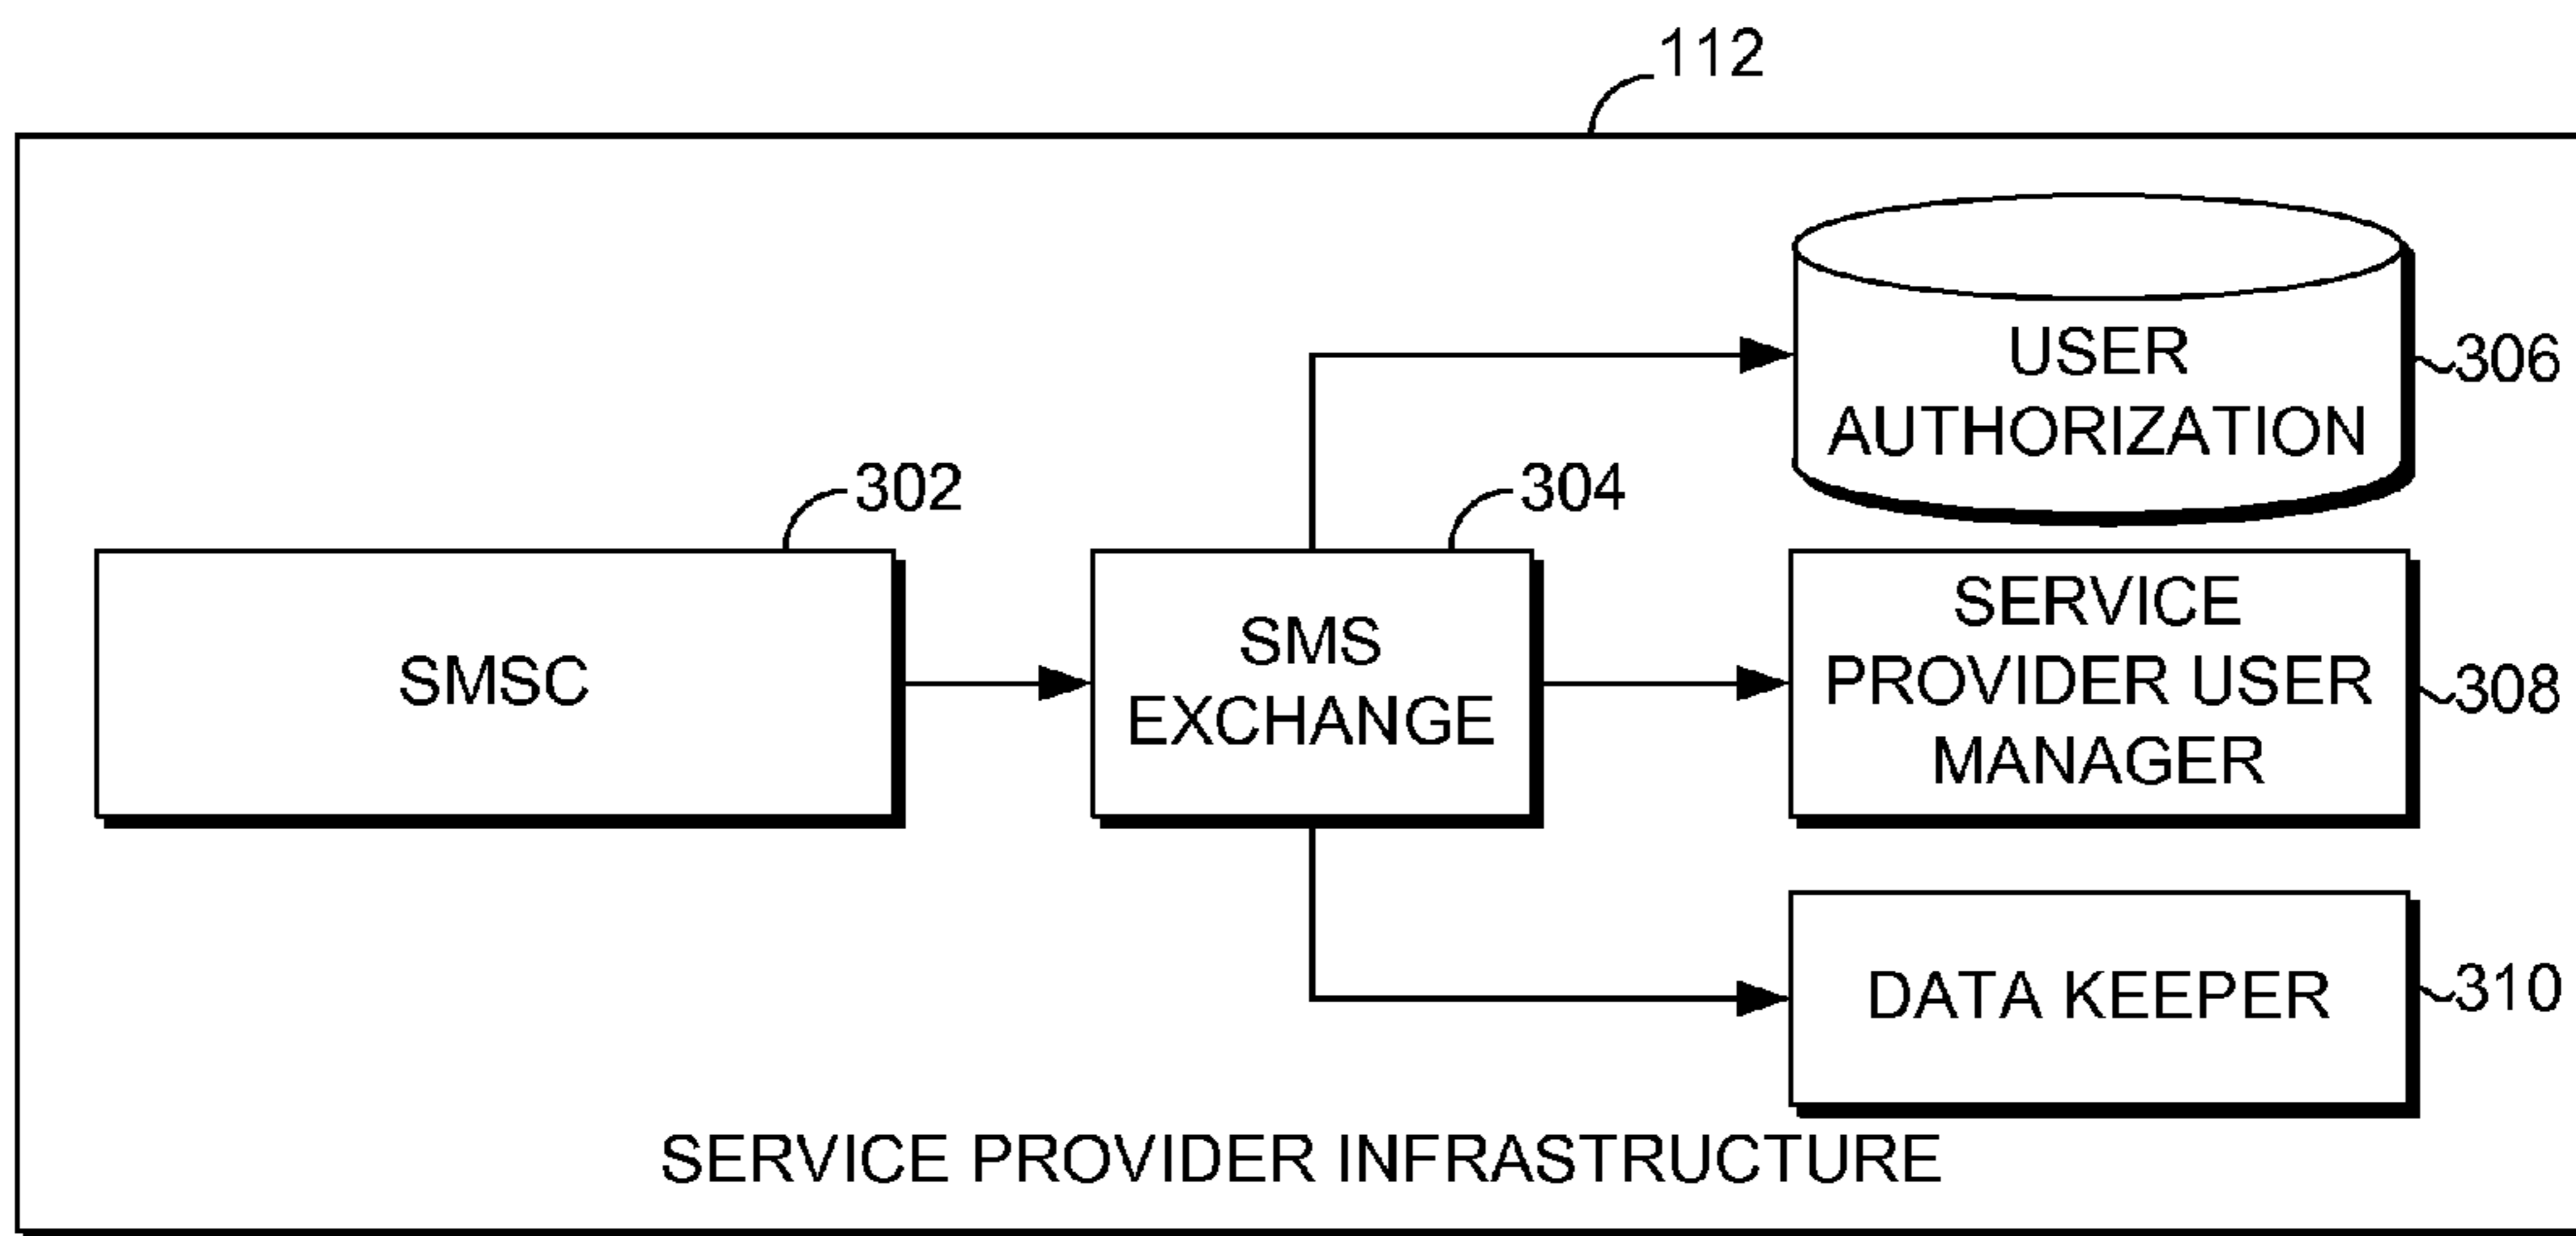 112
USER
AUTHORIZATION
306
302
304
SMSC
SMS
EXCHANGE
SERVICE
PROVIDER USER
MANAGER
308
DATA KEEPER
310
SERVICE PROVIDER INFRASTRUCTURE